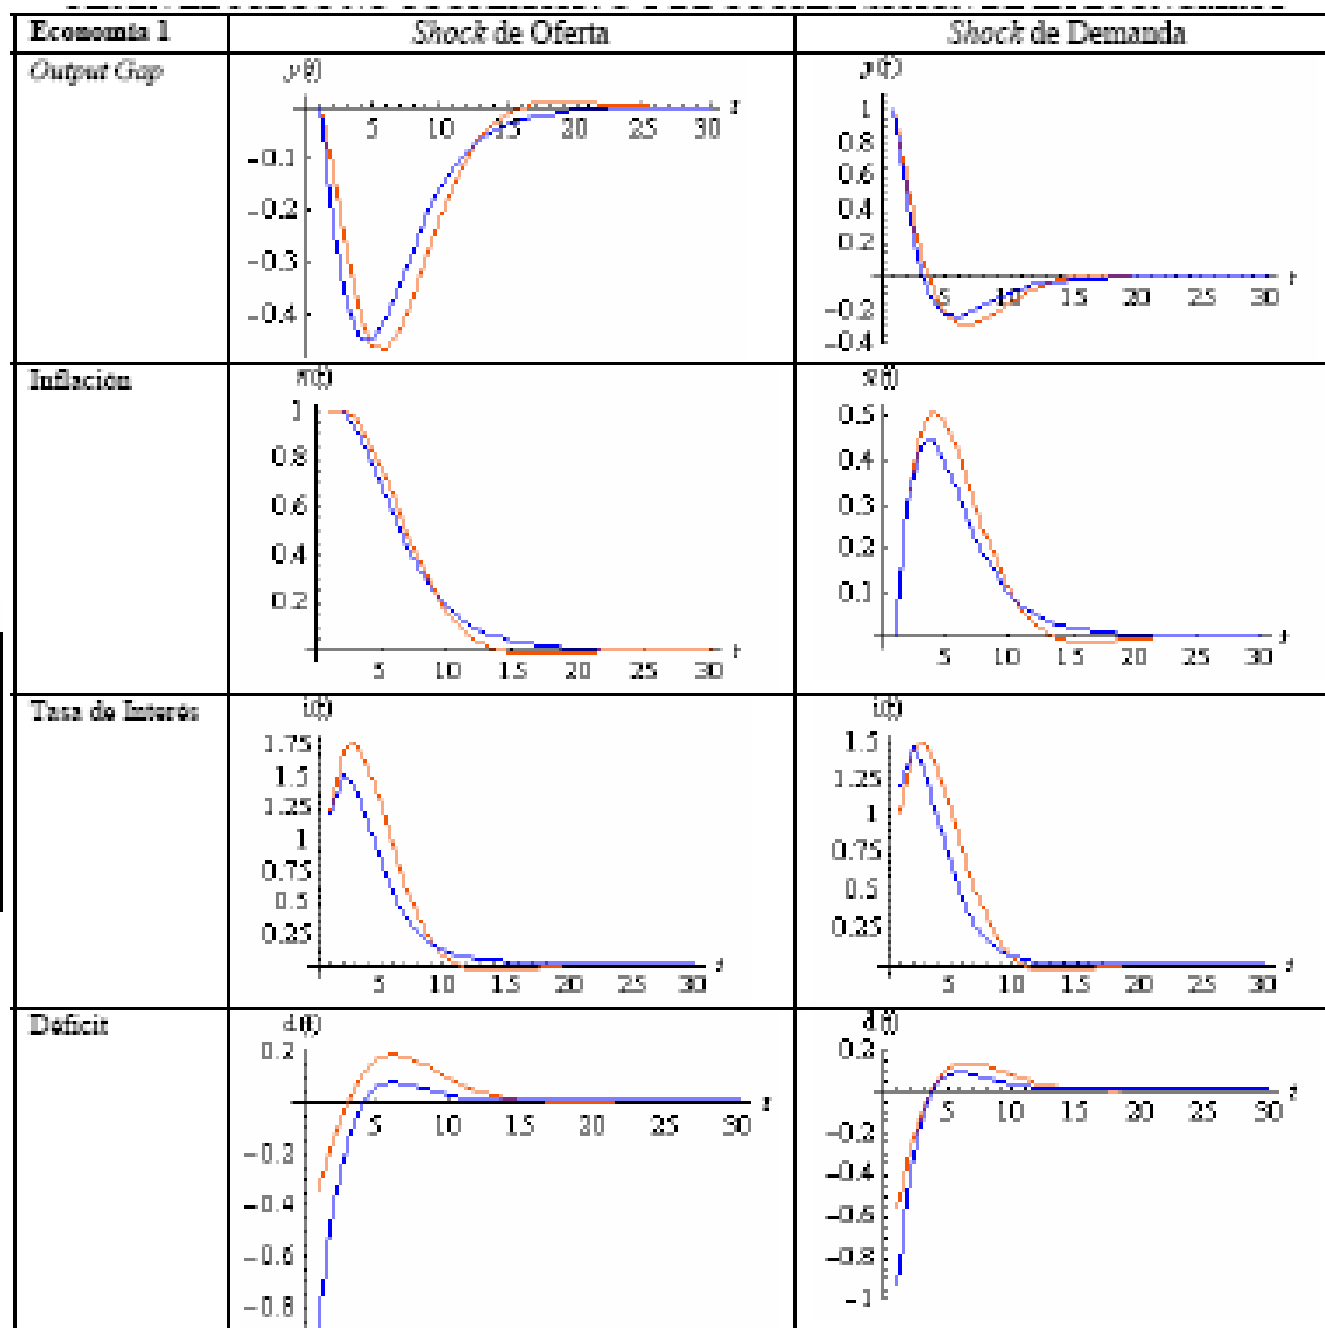 Economía 1 Shock de Oferta Shock de Demanda
Output Gap
y(t)
5 10 15 20 25 30 t
-0.1
-0.2
-0.3
-0.4
y(t)
1
0.8
0.6
0.4
0.2
5 10 15 20 25 30 t
-0.2
-0.4
Inflación
π(t)
1
0.8
0.6
0.4
0.2
5 10 15 20 25 30 t
π(t)
0.5
0.4
0.3
0.2
0.1
5 10 15 20 25 30 t
Tasa de Interés
i(t)
1.75
1.5
1.25
1
0.75
0.5
0.25
5 10 15 20 25 30 t
i(t)
1.5
1.25
1
0.75
0.5
0.25
5 10 15 20 25 30 t
Déficit
d(t)
0.2
5 10 15 20 25 30 t
-0.2
-0.4
-0.6
-0.8
d(t)
0.2
5 10 15 20 25 30 t
-0.2
-0.4
-0.6
-0.8
-1